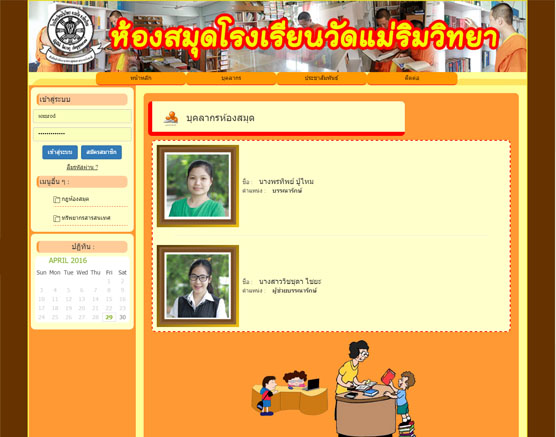 ห้องสมุดโรงเรียนวัดแม่ริมวิทยา
หน้าหลัก
บุคลากร
ประชาสัมพันธ์
ติดต่อ
เข้าสู่ระบบ
เข้าสู่ระบบ
สมัครสมาชิก
ลืมรหัสผ่าน ?
เมนูอื่น ๆ :
กฎห้องสมุด
ทรัพยากรสารสนเทศ
ปฏิทิน :
APRIL 2016
Sun Mon Tue Wed Thu Fri Sat
1 2
3 4 5 6 7 8 9
10 11 12 13 14 15 16
17 18 19 20 21 22 23
24 25 26 27 28 29 30
บุคลากรห้องสมุด
ชื่อ : นางพรทิพย์ ปู่ไหม
ตำแหน่ง : บรรณารักษ์
ชื่อ : นางสาววิชชุดา ไชยะ
ตำแหน่ง : ผู้ช่วยบรรณารักษ์